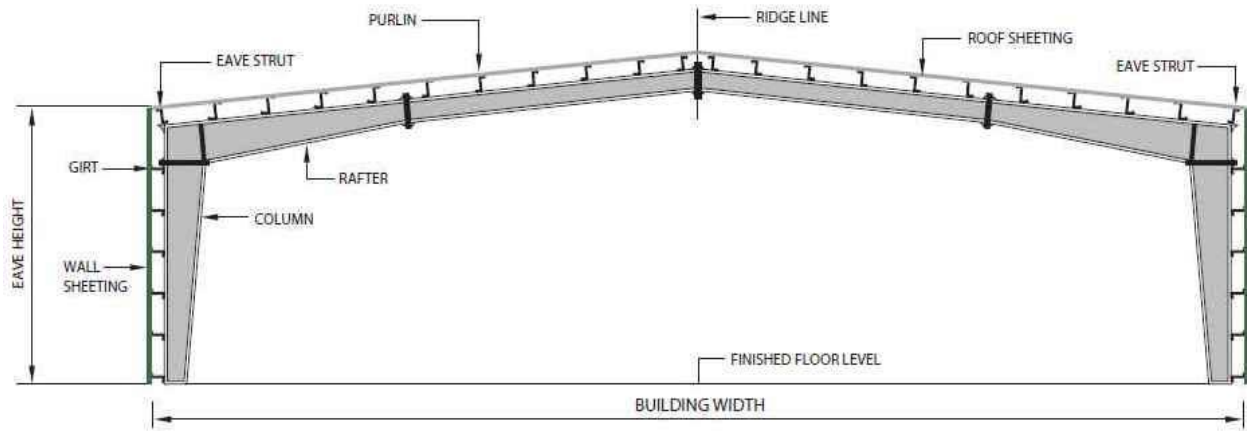 PURLIN
RIDGE LINE
ROOF SHEETING
EAVE STRUT
EAVE STRUT
GIRT
RAFTER
COLUMN
EAVE HEIGHT
WALL
SHEETING
FINISHED FLOOR LEVEL
BUILDING WIDTH